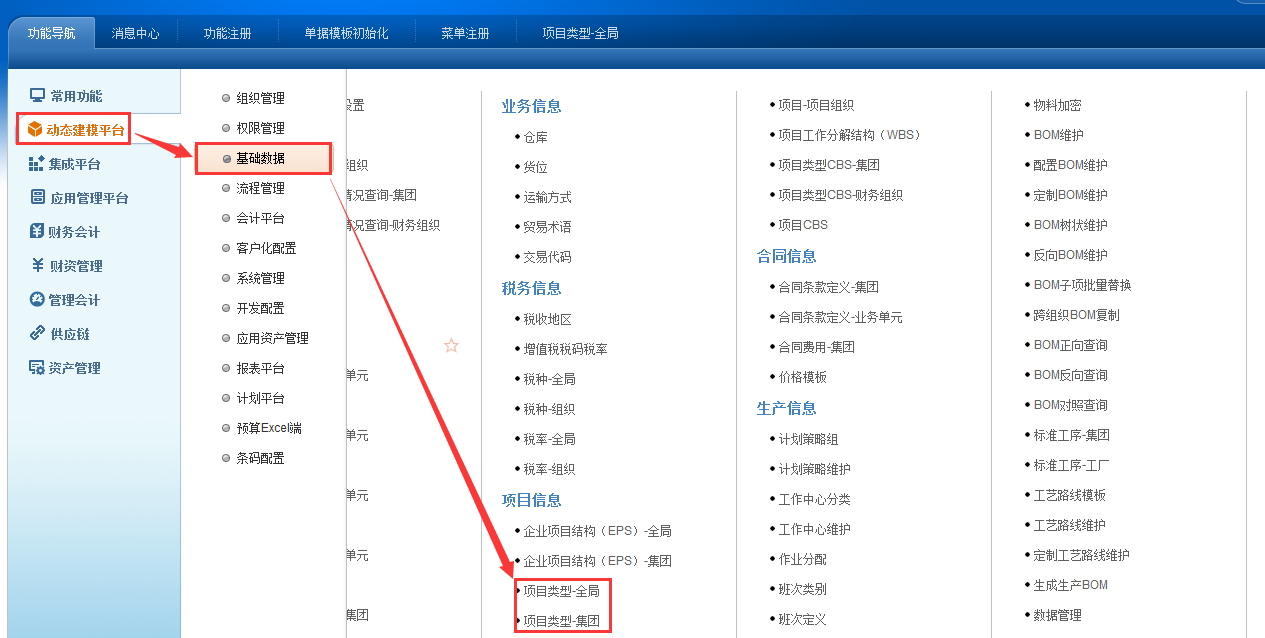 功能导航
消息中心
功能注册
单据模板初始化
菜单注册
项目类型-全局
常用功能
动态建模平台
集成平台
应用管理平台
财务会计
财资管理
管理会计
供应链
资产管理
组织管理
权限管理
基础数据
流程管理
会计平台
客户化配置
系统管理
开发配置
应用资产管理
报表平台
计划平台
预算Excel端
条码配置
设置
组织
情况查询-集团
情况查询-财务组织
单元
单元
单元
单元
集团
业务信息
仓库
货位
运输方式
贸易术语
交易代码
税务信息
税收地区
增值税税码税率
税种-全局
税种-组织
税率-全局
税率-组织
项目信息
企业项目结构（EPS）-全局
企业项目结构（EPS）-集团
项目类型-全局
项目类型-集团
项目-项目组织
项目工作分解结构（WBS）
项目类型CBS-集团
项目类型CBS-财务组织
项目CBS
合同信息
合同条款定义-集团
合同条款定义-业务单元
合同费用-集团
价格模板
生产信息
计划策略组
计划策略维护
工作中心分类
工作中心维护
作业分配
班次类别
班次定义
物料加密
BOM维护
配置BOM维护
定制BOM维护
BOM树状维护
反向BOM维护
BOM子项批量替换
跨组织BOM复制
BOM正向查询
BOM反向查询
BOM对照查询
标准工序-集团
标准工序-工厂
工艺路线模板
工艺路线维护
定制工艺路线维护
生成生产BOM
数据管理